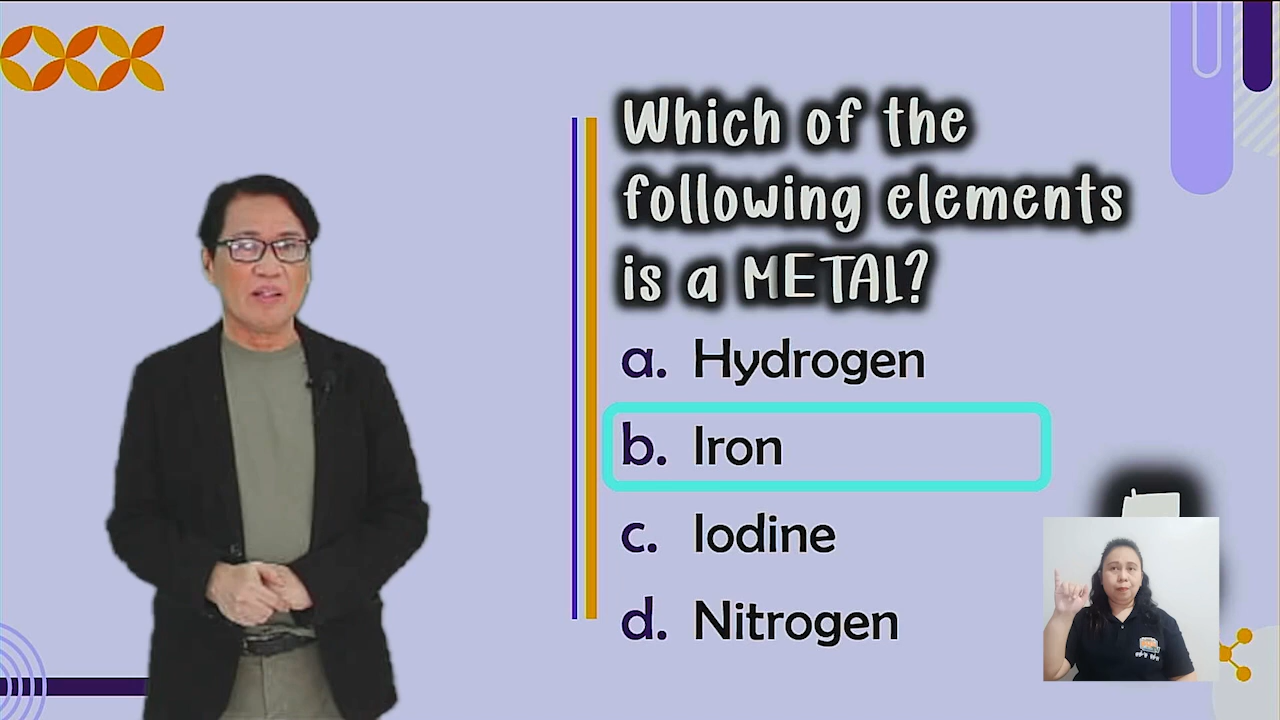 Which of the
following elements
is a METAL?
a. Hydrogen
b. Iron
c. Iodine
d. Nitrogen